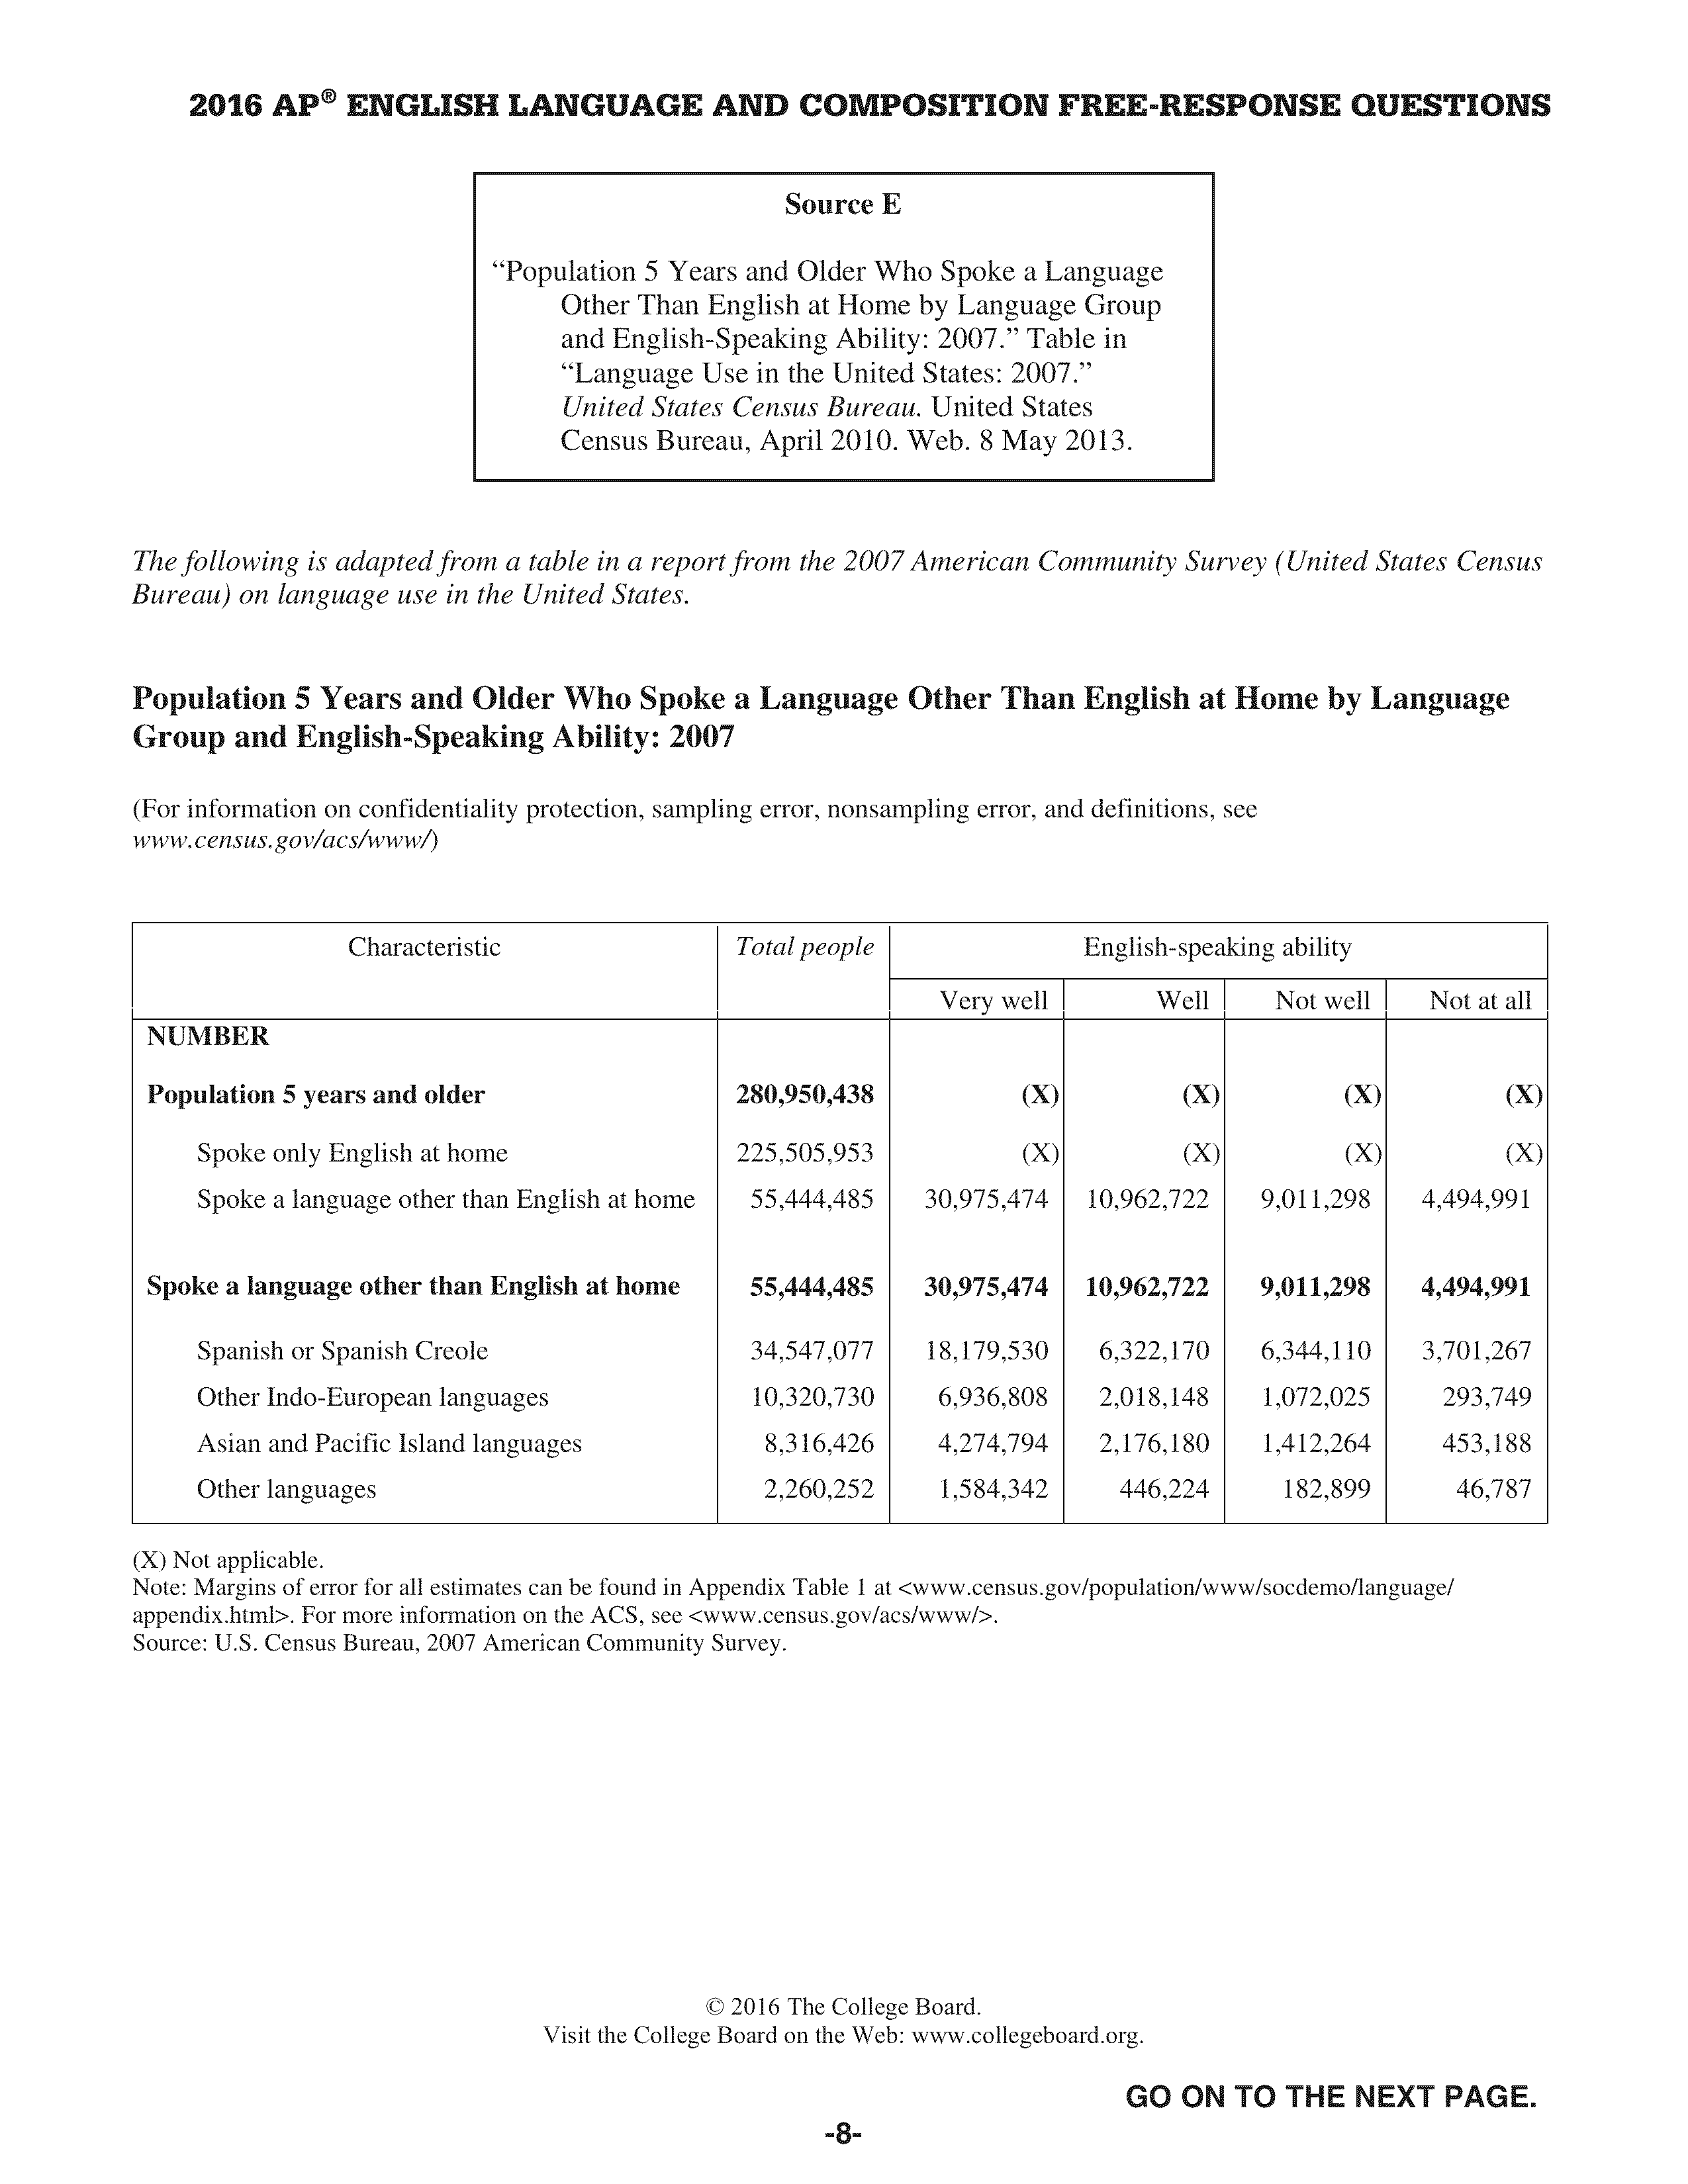 2016 AP® ENGLISH LANGUAGE AND COMPOSITION FREE-RESPONSE QUESTIONS
Source E
“Population 5 Years and Older Who Spoke a Language
Other Than English at Home by Language Group
and English-Speaking Ability: 2007.” Table in
“Language Use in the United States: 2007.”
United States Census Bureau. United States
Census Bureau, April 2010. Web. 8 May 2013.
The following is adapted from a table in a report from the 2007 American Community Survey (United States Census
Bureau) on language use in the United States.
Population 5 Years and Older Who Spoke a Language Other Than English at Home by Language
Group and English-Speaking Ability: 2007
(For information on confidentiality protection, sampling error, nonsampling error, and definitions, see
www.census.gov/acs/www/)
Characteristic Total people English-speaking ability
Very well Well Not well Not at all
NUMBER
Population 5 years and older 280,950,438 (X) (X) (X) (X)
Spoke only English at home 225,505,953 (X) (X) (X) (X)
Spoke a language other than English at home 55,444,485 30,975,474 10,962,722 9,011,298 4,494,991
Spoke a language other than English at home 55,444,485 30,975,474 10,962,722 9,011,298 4,494,991
Spanish or Spanish Creole 34,547,077 18,179,530 6,322,170 6,344,110 3,701,267
Other Indo-European languages 10,320,730 6,936,808 2,018,148 1,072,025 293,749
Asian and Pacific Island languages 8,316,426 4,274,794 2,176,180 1,412,264 453,188
Other languages 2,260,252 1,584,342 446,224 182,899 46,787
(X) Not applicable.
Note: Margins of error for all estimates can be found in Appendix Table 1 at <www.census.gov/population/www/socdemo/language/
appendix.html>. For more information on the ACS, see <www.census.gov/acs/www/>.
Source: U.S. Census Bureau, 2007 American Community Survey.
© 2016 The College Board.
Visit the College Board on the Web: www.collegeboard.org.
GO ON TO THE NEXT PAGE.
-8-